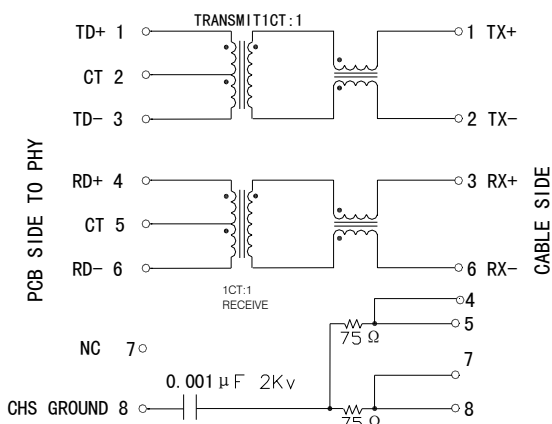 TRANSMIT1CT:1
TD+ 1
1 TX+
CT 2
TD- 3
2 TX-
PCB SIDE TO PHY
CABLE SIDE
RD+ 4
3 RX+
CT 5
RD- 6
6 RX-
1CT:1
RECEIVE
4
75 Ω
5
NC 7
7
0.001μF 2Kv
CHS GROUND 8
8
75 Ω